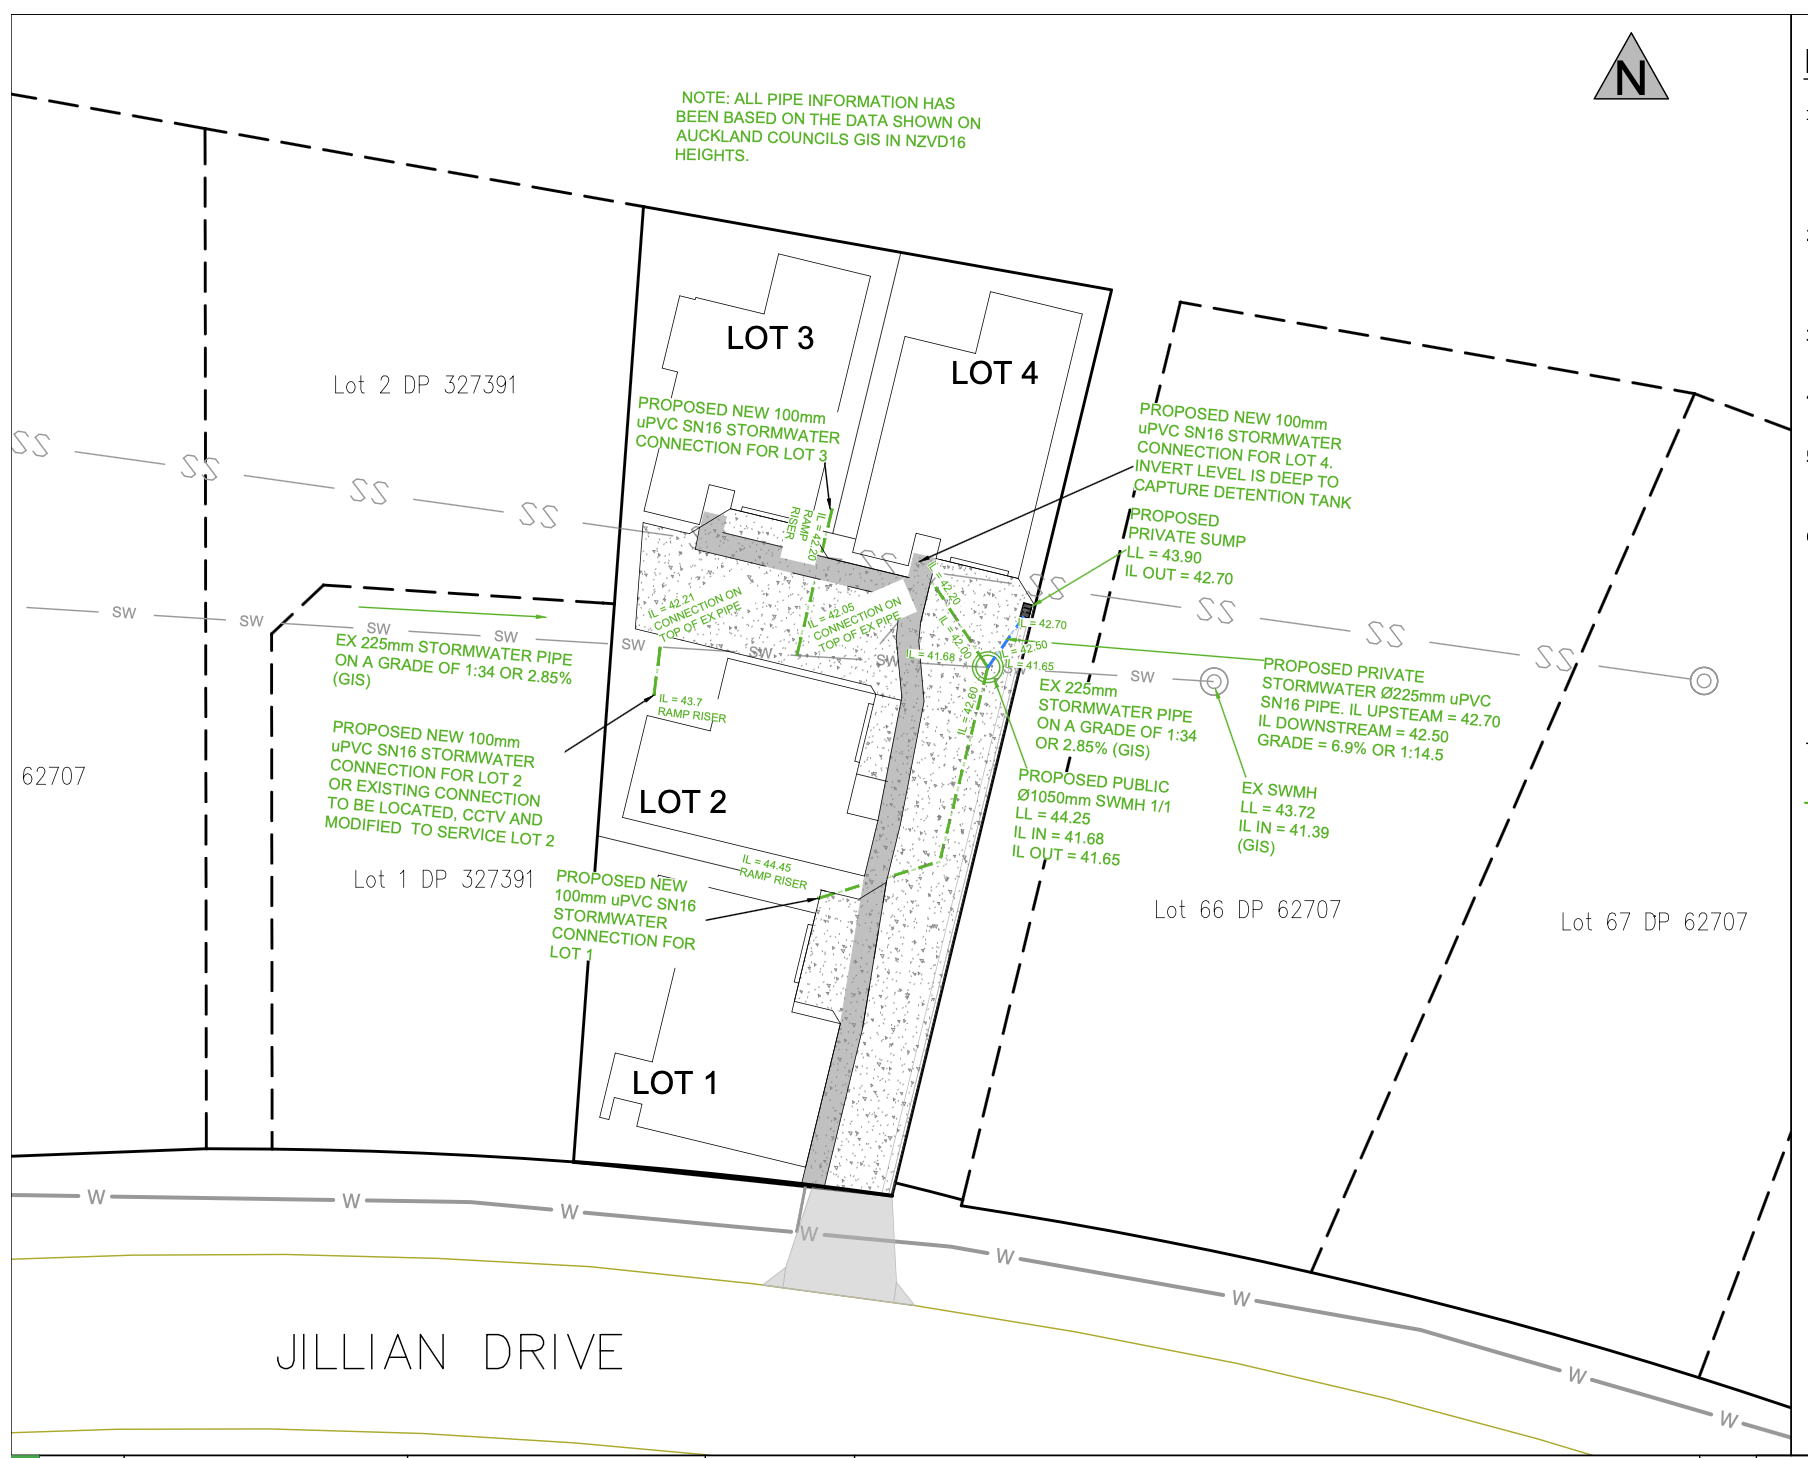 N
NOTE: ALL PIPE INFORMATION HAS
BEEN BASED ON THE DATA SHOWN ON
AUCKLAND COUNCILS GIS IN NZVD16
HEIGHTS.
LOT 3
LOT 4
Lot 2 DP 327391
PROPOSED NEW 100mm
uPVC SN16 STORMWATER
CONNECTION FOR LOT 3
PROPOSED NEW 100mm
uPVC SN16 STORMWATER
CONNECTION FOR LOT 4.
INVERT LEVEL IS DEEP TO
CAPTURE DETENTION TANK
PROPOSED
PRIVATE SUMP
LL = 43.90
IL OUT = 42.70
SS
SS
SS
SS
SS
SS
SS
SS
SS
IL = 42.20
RAMP
RISER
IL = 42.21
CONNECTION ON
TOP OF EX PIPE
IL = 42.05
CONNECTION ON
TOP OF EX PIPE
IL = 42.20
IL = 42.00
IL = 42.70
IL = 42.50
IL = 41.68
IL = 41.65
IL = 42.60
SW
SW
SW
SW
SW
SW
SW
SW
EX 225mm STORMWATER PIPE
ON A GRADE OF 1:34 OR 2.85%
(GIS)
EX 225mm
STORMWATER PIPE
ON A GRADE OF 1:34
OR 2.85% (GIS)
PROPOSED PRIVATE
STORMWATER Ø225mm uPVC
SN16 PIPE. IL UPSTEAM = 42.70
IL DOWNSTREAM = 42.50
GRADE = 6.9% OR 1:14.5
IL = 43.7
RAMP RISER
PROPOSED NEW 100mm
uPVC SN16 STORMWATER
CONNECTION FOR LOT 2
OR EXISTING CONNECTION
TO BE LOCATED, CCTV AND
MODIFIED TO SERVICE LOT 2
62707
LOT 2
PROPOSED PUBLIC
Ø1050mm SWMH 1/1
LL = 44.25
IL IN = 41.68
IL OUT = 41.65
EX SWMH
LL = 43.72
IL IN = 41.39
(GIS)
IL = 44.45
RAMP RISER
Lot 1 DP 327391
PROPOSED NEW
100mm uPVC SN16
STORMWATER
CONNECTION FOR
LOT 1
Lot 66 DP 62707
Lot 67 DP 62707
LOT 1
W
W
W
W
W
W
W
W
JILLIAN DRIVE